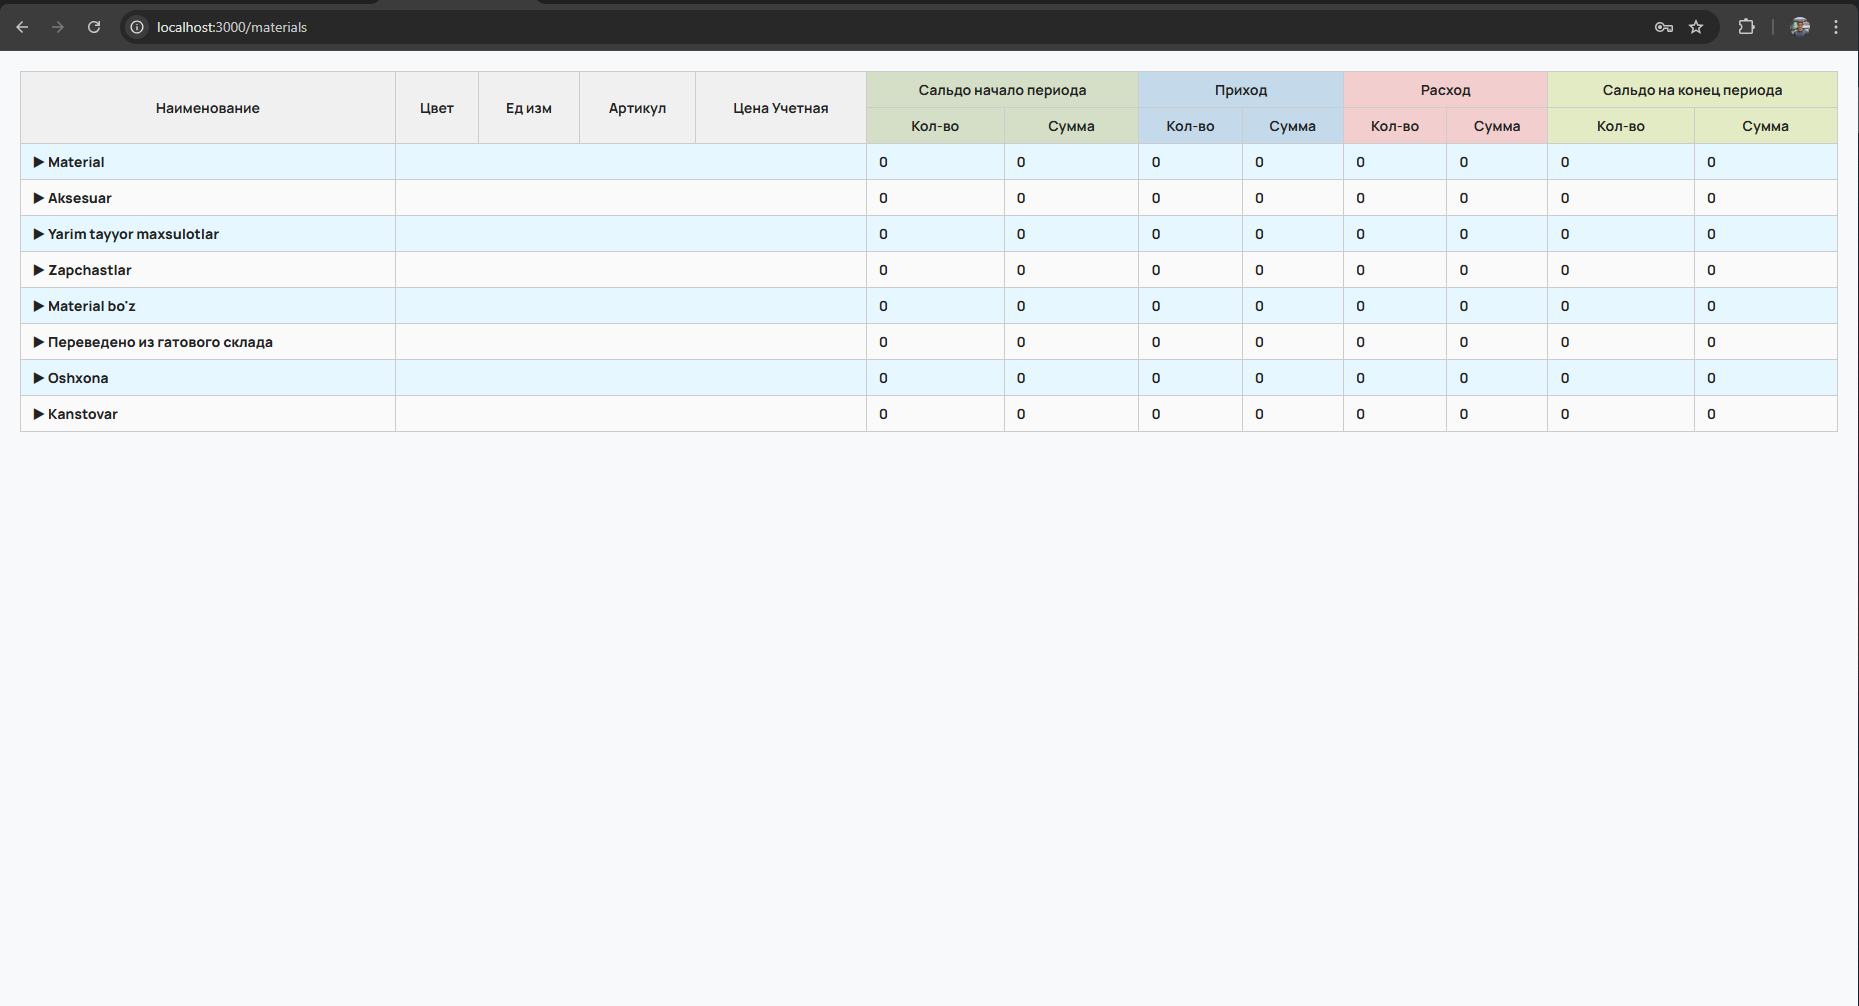 localhost:3000/materials
Наименование Цвет Ед изм Артикул Цена Учетная Сальдо начало периода Приход Расход Сальдо на конец периода
Кол-во Сумма Кол-во Сумма Кол-во Сумма Кол-во Сумма
▶ Material 0 0 0 0 0 0 0 0
▶ Aksesuar 0 0 0 0 0 0 0 0
▶ Yarim tayyor maxsulotlar 0 0 0 0 0 0 0 0
▶ Zapchastlar 0 0 0 0 0 0 0 0
▶ Material bo'z 0 0 0 0 0 0 0 0
▶ Переведено из гатового склада 0 0 0 0 0 0 0 0
▶ Oshxona 0 0 0 0 0 0 0 0
▶ Kanstovar 0 0 0 0 0 0 0 0